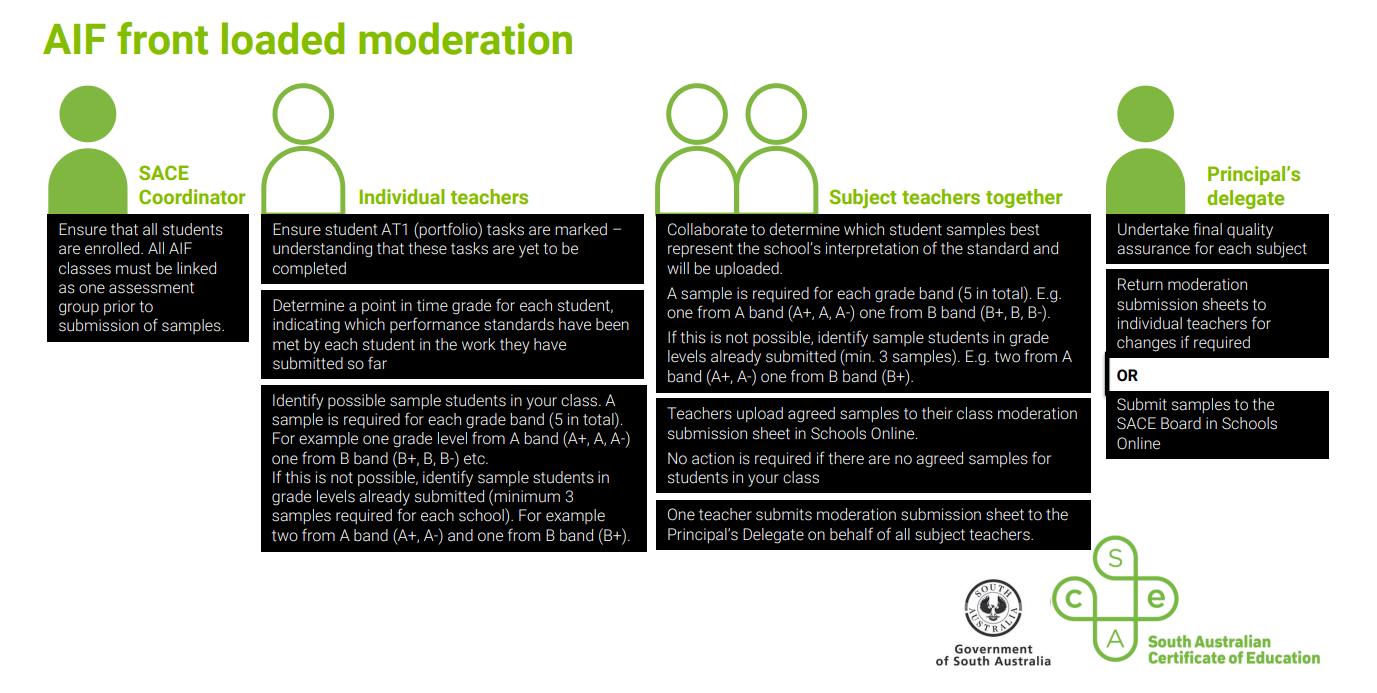 AIF front loaded moderation
SACE
Coordinator
Ensure that all students
are enrolled. All AIF
classes must be linked
as one assessment
group prior to
submission of samples.
Individual teachers
Ensure student AT1 (portfolio) tasks are marked –
understanding that these tasks are yet to be
completed
Determine a point in time grade for each student,
indicating which performance standards have been
met by each student in the work they have
submitted so far
Identify possible sample students in your class. A
sample is required for each grade band (5 in total).
For example one grade level from A band (A+, A, A-)
one from B band (B+, B, B-) etc.
If this is not possible, identify sample students in
grade levels already submitted (minimum 3
samples required for each school). For example
two from A band (A+, A-) and one from B band (B+).
Subject teachers together
Collaborate to determine which student samples best
represent the school's interpretation of the standard and
will be uploaded.
A sample is required for each grade band (5 in total). E.g.
one from A band (A+, A, A-) one from B band (B+, B, B-).
If this is not possible, identify sample students in grade
levels already submitted (min. 3 samples). E.g. two from A
band (A+, A-) one from B band (B+).
Teachers upload agreed samples to their class moderation
submission sheet in Schools Online.
No action is required if there are no agreed samples for
students in your class
One teacher submits moderation submission sheet to the
Principal's Delegate on behalf of all subject teachers.
Principal's
delegate
Undertake final quality
assurance for each subject
Return moderation
submission sheets to
individual teachers for
changes if required
OR
Submit samples to the
SACE Board in Schools
Online
SOUTH AUSTRALIA
Government
of South Australia
S
C e
A
South Australian
Certificate of Education